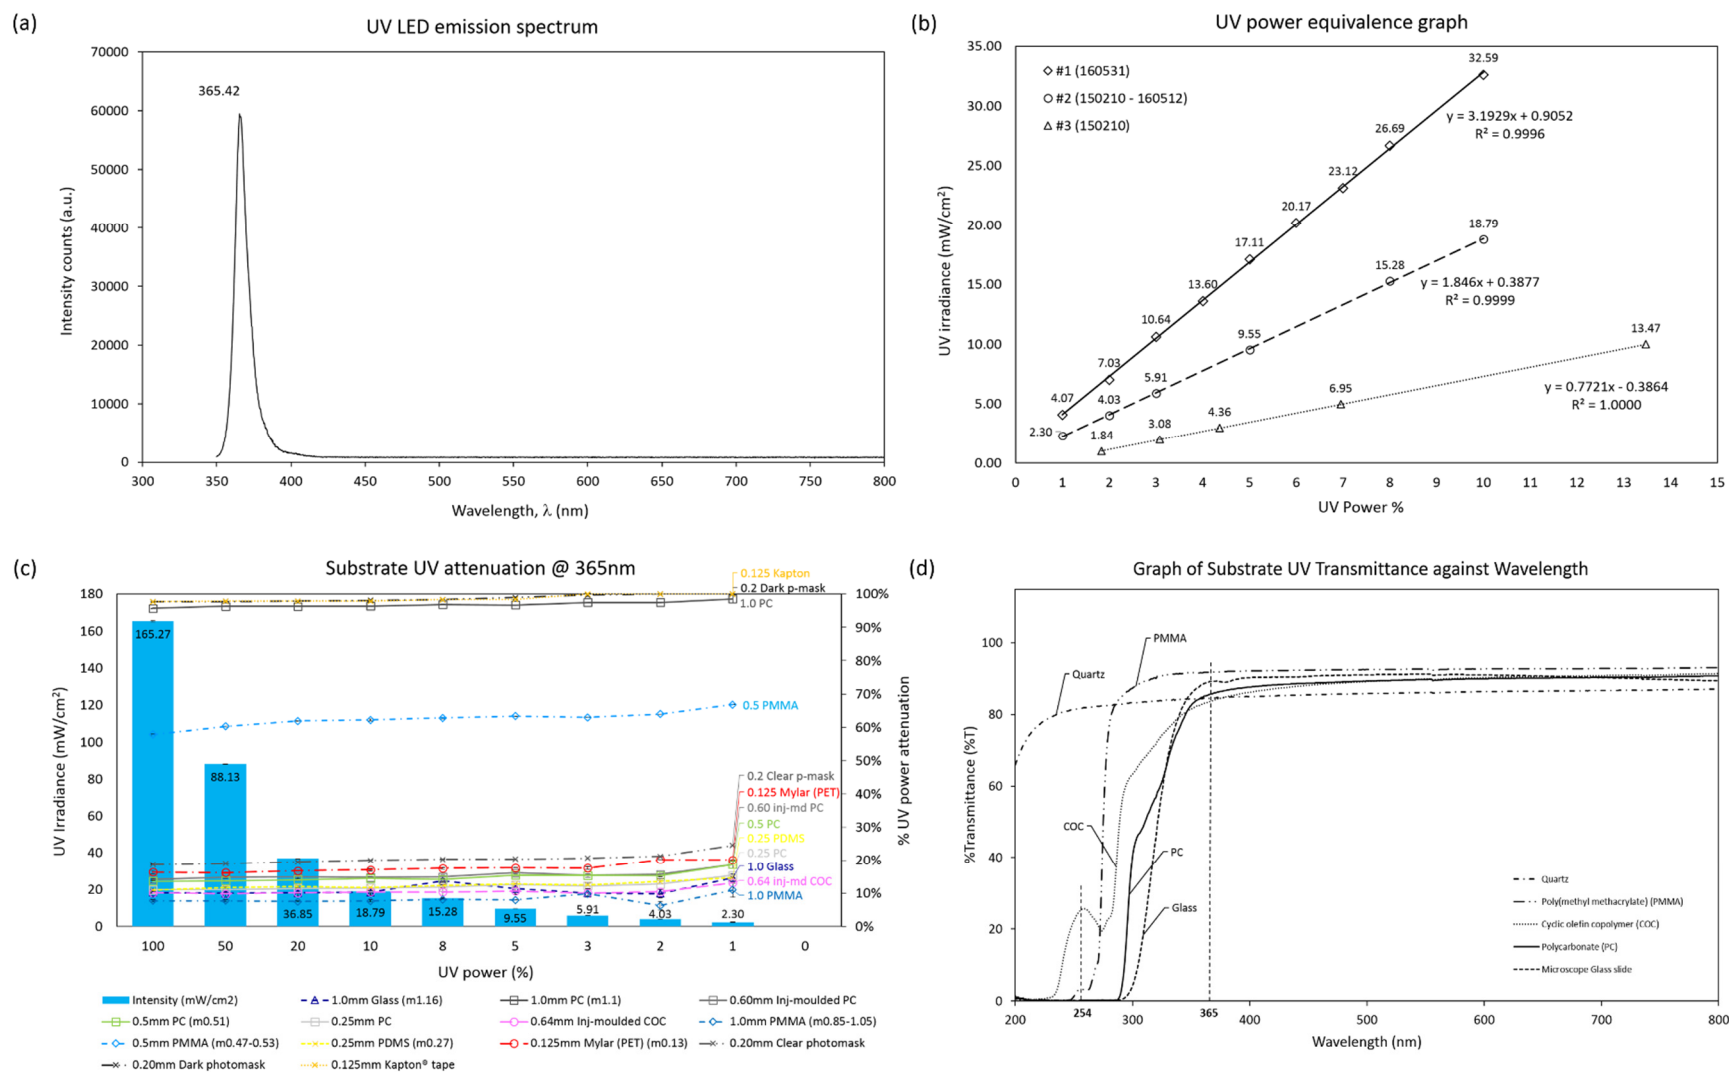 (a)
UV LED emission spectrum
70000
60000
50000
40000
30000
20000
10000
0
365.42
Intensity counts (a.u.)
300 350 400 450 500 550 600 650 700 750 800
Wavelength, λ (nm)
(b)
UV power equivalence graph
35.00
30.00
25.00
20.00
15.00
10.00
5.00
0.00
#1 (160531)
#2 (150210 - 160512)
#3 (150210)
UV irradiance (mW/cm²)
4.07
7.03
10.64
13.60
17.11
20.17
23.12
26.69
32.59
y = 3.1929x + 0.9052
R² = 0.9996
2.30
4.03
5.91
9.55
15.28
18.79
y = 1.846x + 0.3877
R² = 0.9999
1.84
3.08
4.36
6.95
13.47
y = 0.7721x - 0.3864
R² = 1.0000
0 1 2 3 4 5 6 7 8 9 10 11 12 13 14 15
UV Power %
(c)
Substrate UV attenuation @ 365nm
180
160
140
120
100
80
60
40
20
0
UV Irradiance (mW/cm²)
165.27
88.13
36.85
18.79
15.28
9.55
5.91
4.03
2.30
0.125 Kapton
0.2 Dark p-mask
1.0 PC
0.5 PMMA
0.2 Clear p-mask
0.125 Mylar (PET)
0.60 inj-md PC
0.5 PC
0.25 PDMS
0.25 PC
1.0 Glass
0.64 inj-md COC
1.0 PMMA
100%
90%
80%
70%
60%
50%
40%
30%
20%
10%
0%
% UV power attenuation
100 50 20 10 8 5 3 2 1 0
UV power (%)
Intensity (mW/cm2) 1.0mm Glass (m1.16) 1.0mm PC (m1.1) 0.60mm Inj-moulded PC
0.5mm PC (m0.51) 0.25mm PC 0.64mm Inj-moulded COC 1.0mm PMMA (m0.85-1.05)
0.5mm PMMA (m0.47-0.53) 0.25mm PDMS (m0.27) 0.125mm Mylar (PET) (m0.13) 0.20mm Clear photomask
0.20mm Dark photomask 0.125mm Kapton® tape
(d)
Graph of Substrate UV Transmittance against Wavelength
100
80
60
40
20
0
%Transmittance (%T)
PMMA
Quartz
COC
PC
Glass
Quartz
Poly(methyl methacrylate) (PMMA)
Cyclic olefin copolymer (COC)
Polycarbonate (PC)
Microscope Glass slide
200 254 300 365 400 500 600 700 800
Wavelength (nm)